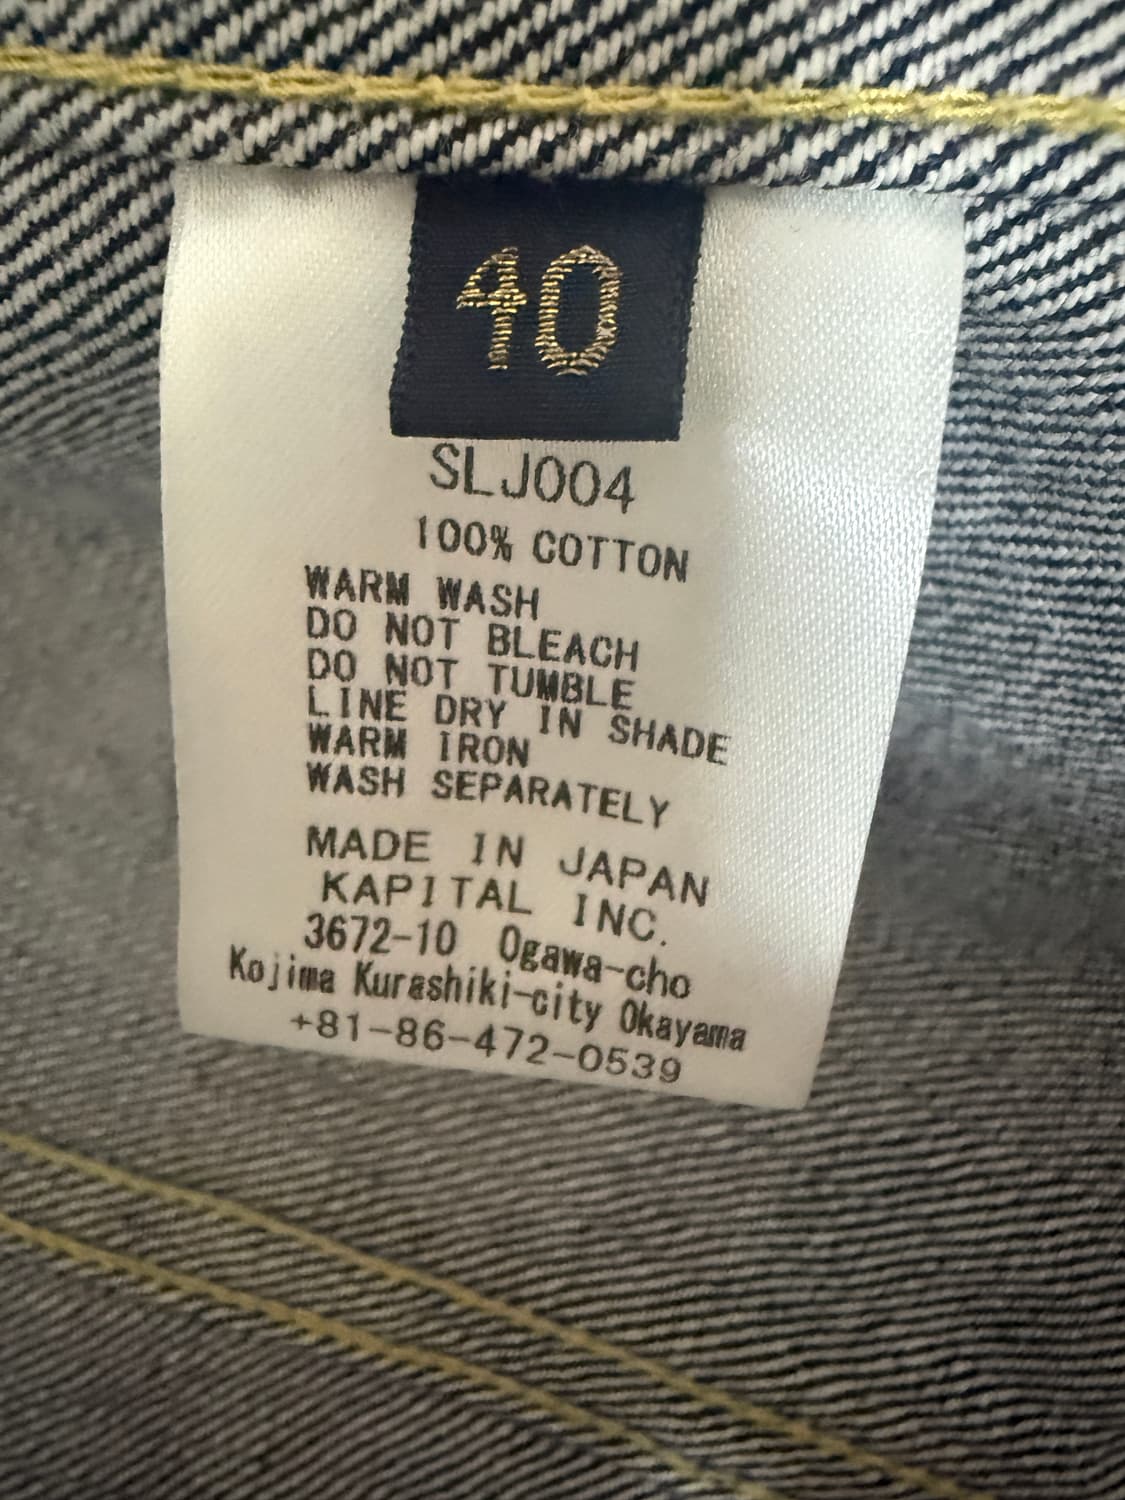 40
SLJ004
100% COTTON
WARM WASH
DO NOT BLEACH
DO NOT TUMBLE
LINE DRY IN SHADE
WARM IRON
WASH SEPARATELY
MADE IN JAPAN
KAPITAL INC.
3672-10 Ogawa-cho
Kojima Kurashiki-city Okayama
+81-86-472-0539